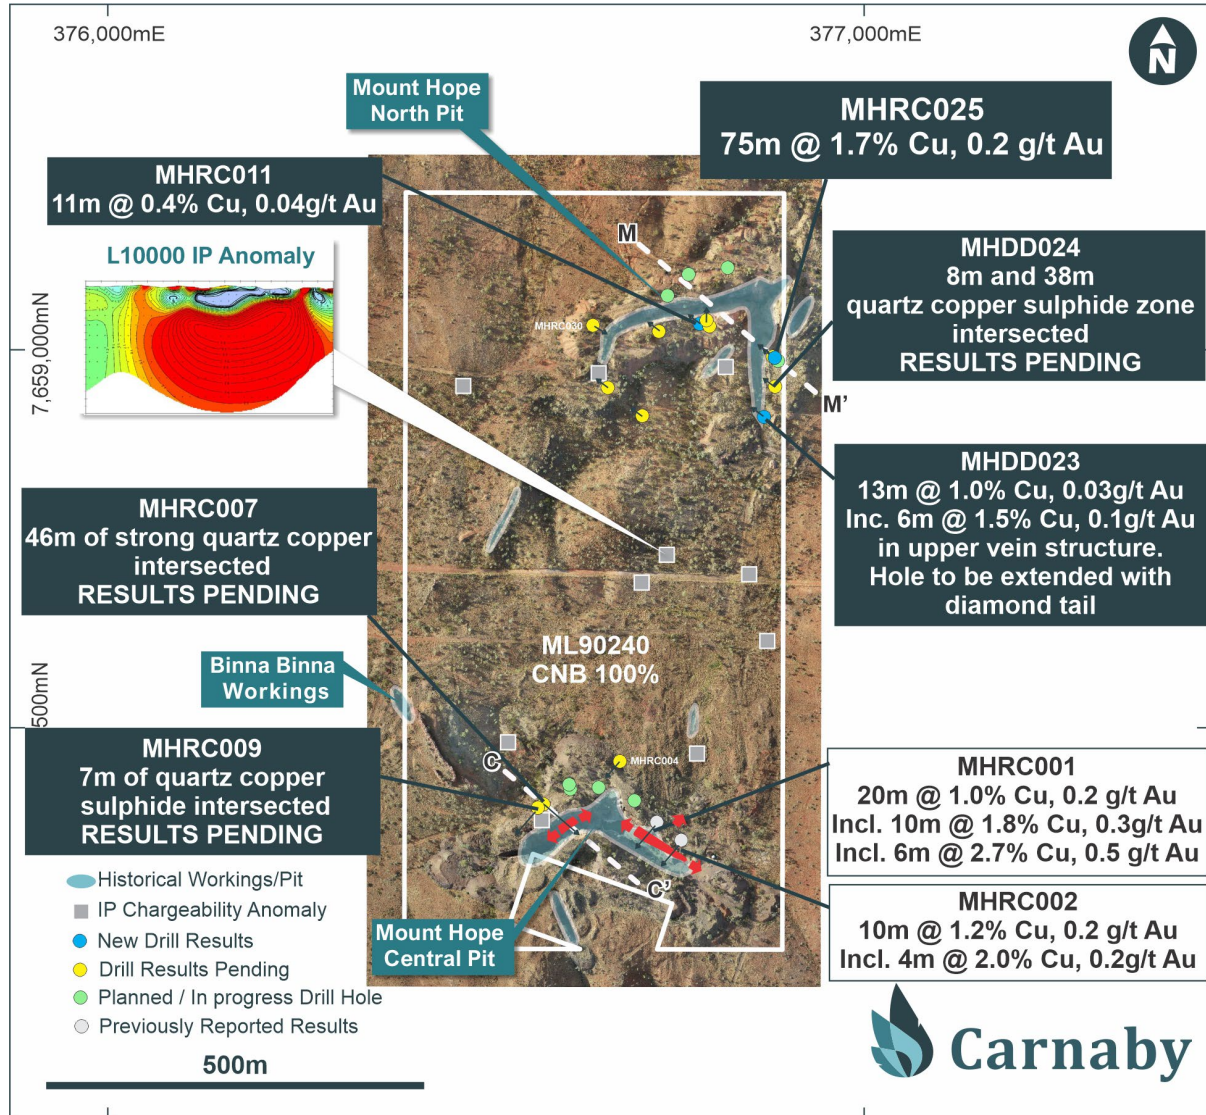 376,000mE
377,000mE
N
Mount Hope
North Pit
MHRC025
75m @ 1.7% Cu, 0.2 g/t Au
MHRC011
11m @ 0.4% Cu, 0.04g/t Au
L10000 IP Anomaly
M
MHDD024
8m and 38m
quartz copper sulphide zone
intersected
RESULTS PENDING
MHRC030
7,659,000mN
M'
MHDD023
13m @ 1.0% Cu, 0.03g/t Au
Inc. 6m @ 1.5% Cu, 0.1g/t Au
in upper vein structure.
Hole to be extended with
diamond tail
MHRC007
46m of strong quartz copper
intersected
RESULTS PENDING
ML90240
CNB 100%
Binna Binna
Workings
500mN
MHRC009
7m of quartz copper
sulphide intersected
RESULTS PENDING
C
MHRC004
MHRC001
20m @ 1.0% Cu, 0.2 g/t Au
Incl. 10m @ 1.8% Cu, 0.3g/t Au
Incl. 6m @ 2.7% Cu, 0.5 g/t Au
C'
MHRC002
10m @ 1.2% Cu, 0.2 g/t Au
Incl. 4m @ 2.0% Cu, 0.2g/t Au
Mount Hope
Central Pit
Historical Workings/Pit
IP Chargeability Anomaly
New Drill Results
Drill Results Pending
Planned / In progress Drill Hole
Previously Reported Results
500m
Carnaby